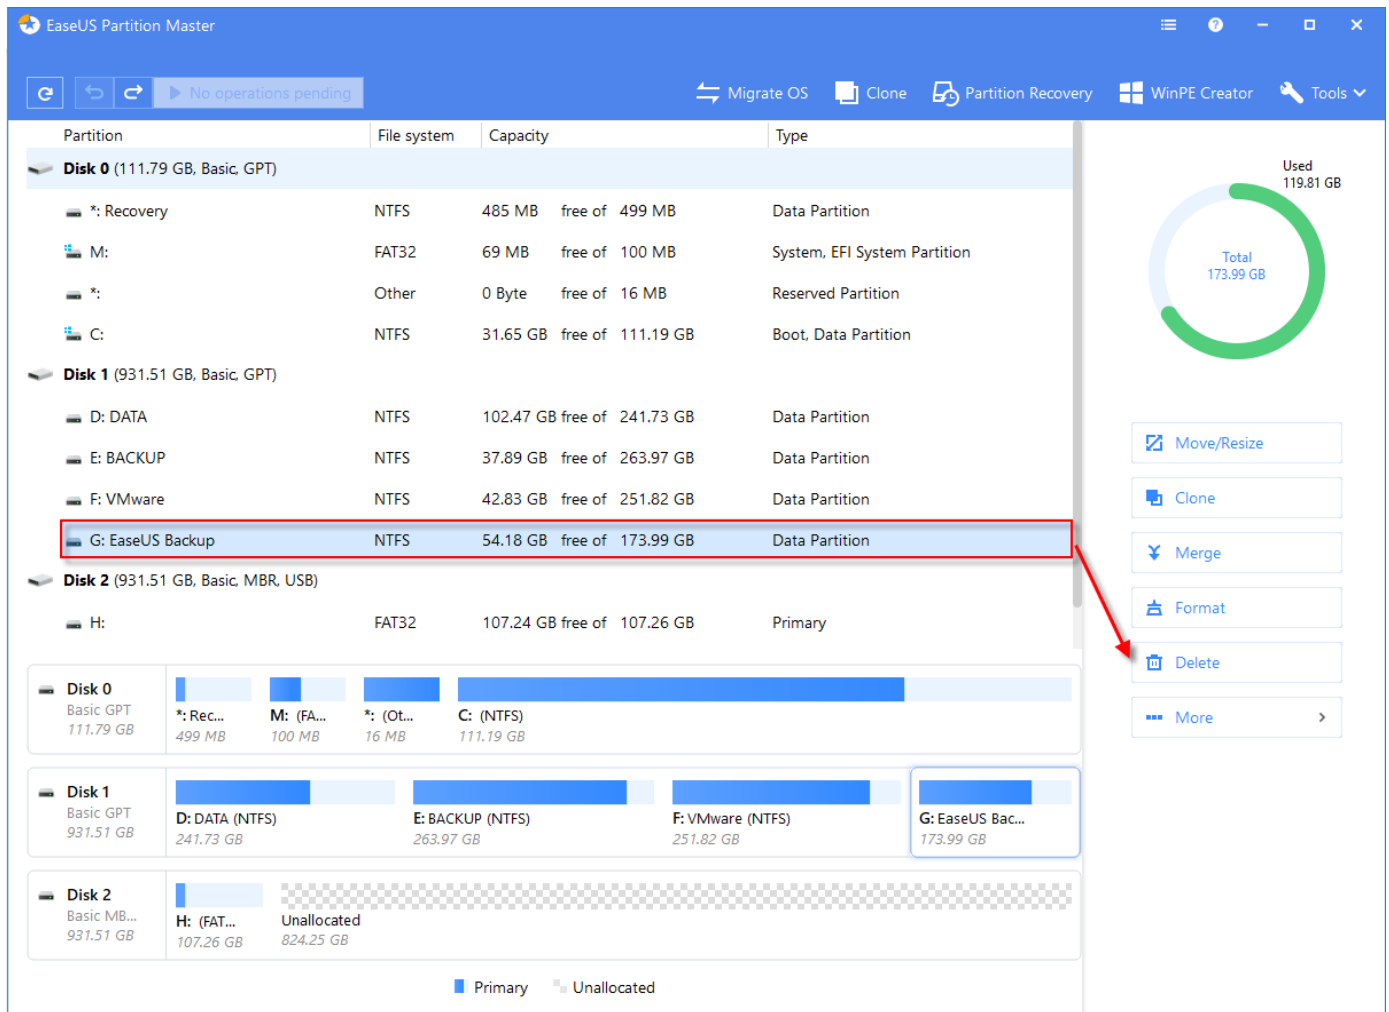 EaseUS Partition Master
No operations pending
Migrate OS Clone Partition Recovery WinPE Creator Tools
Partition File system Capacity Type
Disk 0 (111.79 GB, Basic, GPT)
*: Recovery NTFS 485 MB free of 499 MB Data Partition
M: FAT32 69 MB free of 100 MB System, EFI System Partition
*: Other 0 Byte free of 16 MB Reserved Partition
C: NTFS 31.65 GB free of 111.19 GB Boot, Data Partition
Disk 1 (931.51 GB, Basic, GPT)
D: DATA NTFS 102.47 GB free of 241.73 GB Data Partition
E: BACKUP NTFS 37.89 GB free of 263.97 GB Data Partition
F: VMware NTFS 42.83 GB free of 251.82 GB Data Partition
G: EaseUS Backup NTFS 54.18 GB free of 173.99 GB Data Partition
Disk 2 (931.51 GB, Basic, MBR, USB)
H: FAT32 107.24 GB free of 107.26 GB Primary
Used
119.81 GB
Total
173.99 GB
Move/Resize
Clone
Merge
Format
Delete
More
Disk 0
Basic GPT
111.79 GB
*: Rec...
499 MB
M: (FA...
100 MB
*: (Ot...
16 MB
C: (NTFS)
111.19 GB
Disk 1
Basic GPT
931.51 GB
D: DATA (NTFS)
241.73 GB
E: BACKUP (NTFS)
263.97 GB
F: VMware (NTFS)
251.82 GB
G: EaseUS Bac...
173.99 GB
Disk 2
Basic MB...
931.51 GB
H: (FAT...
107.26 GB
Unallocated
824.25 GB
Primary Unallocated